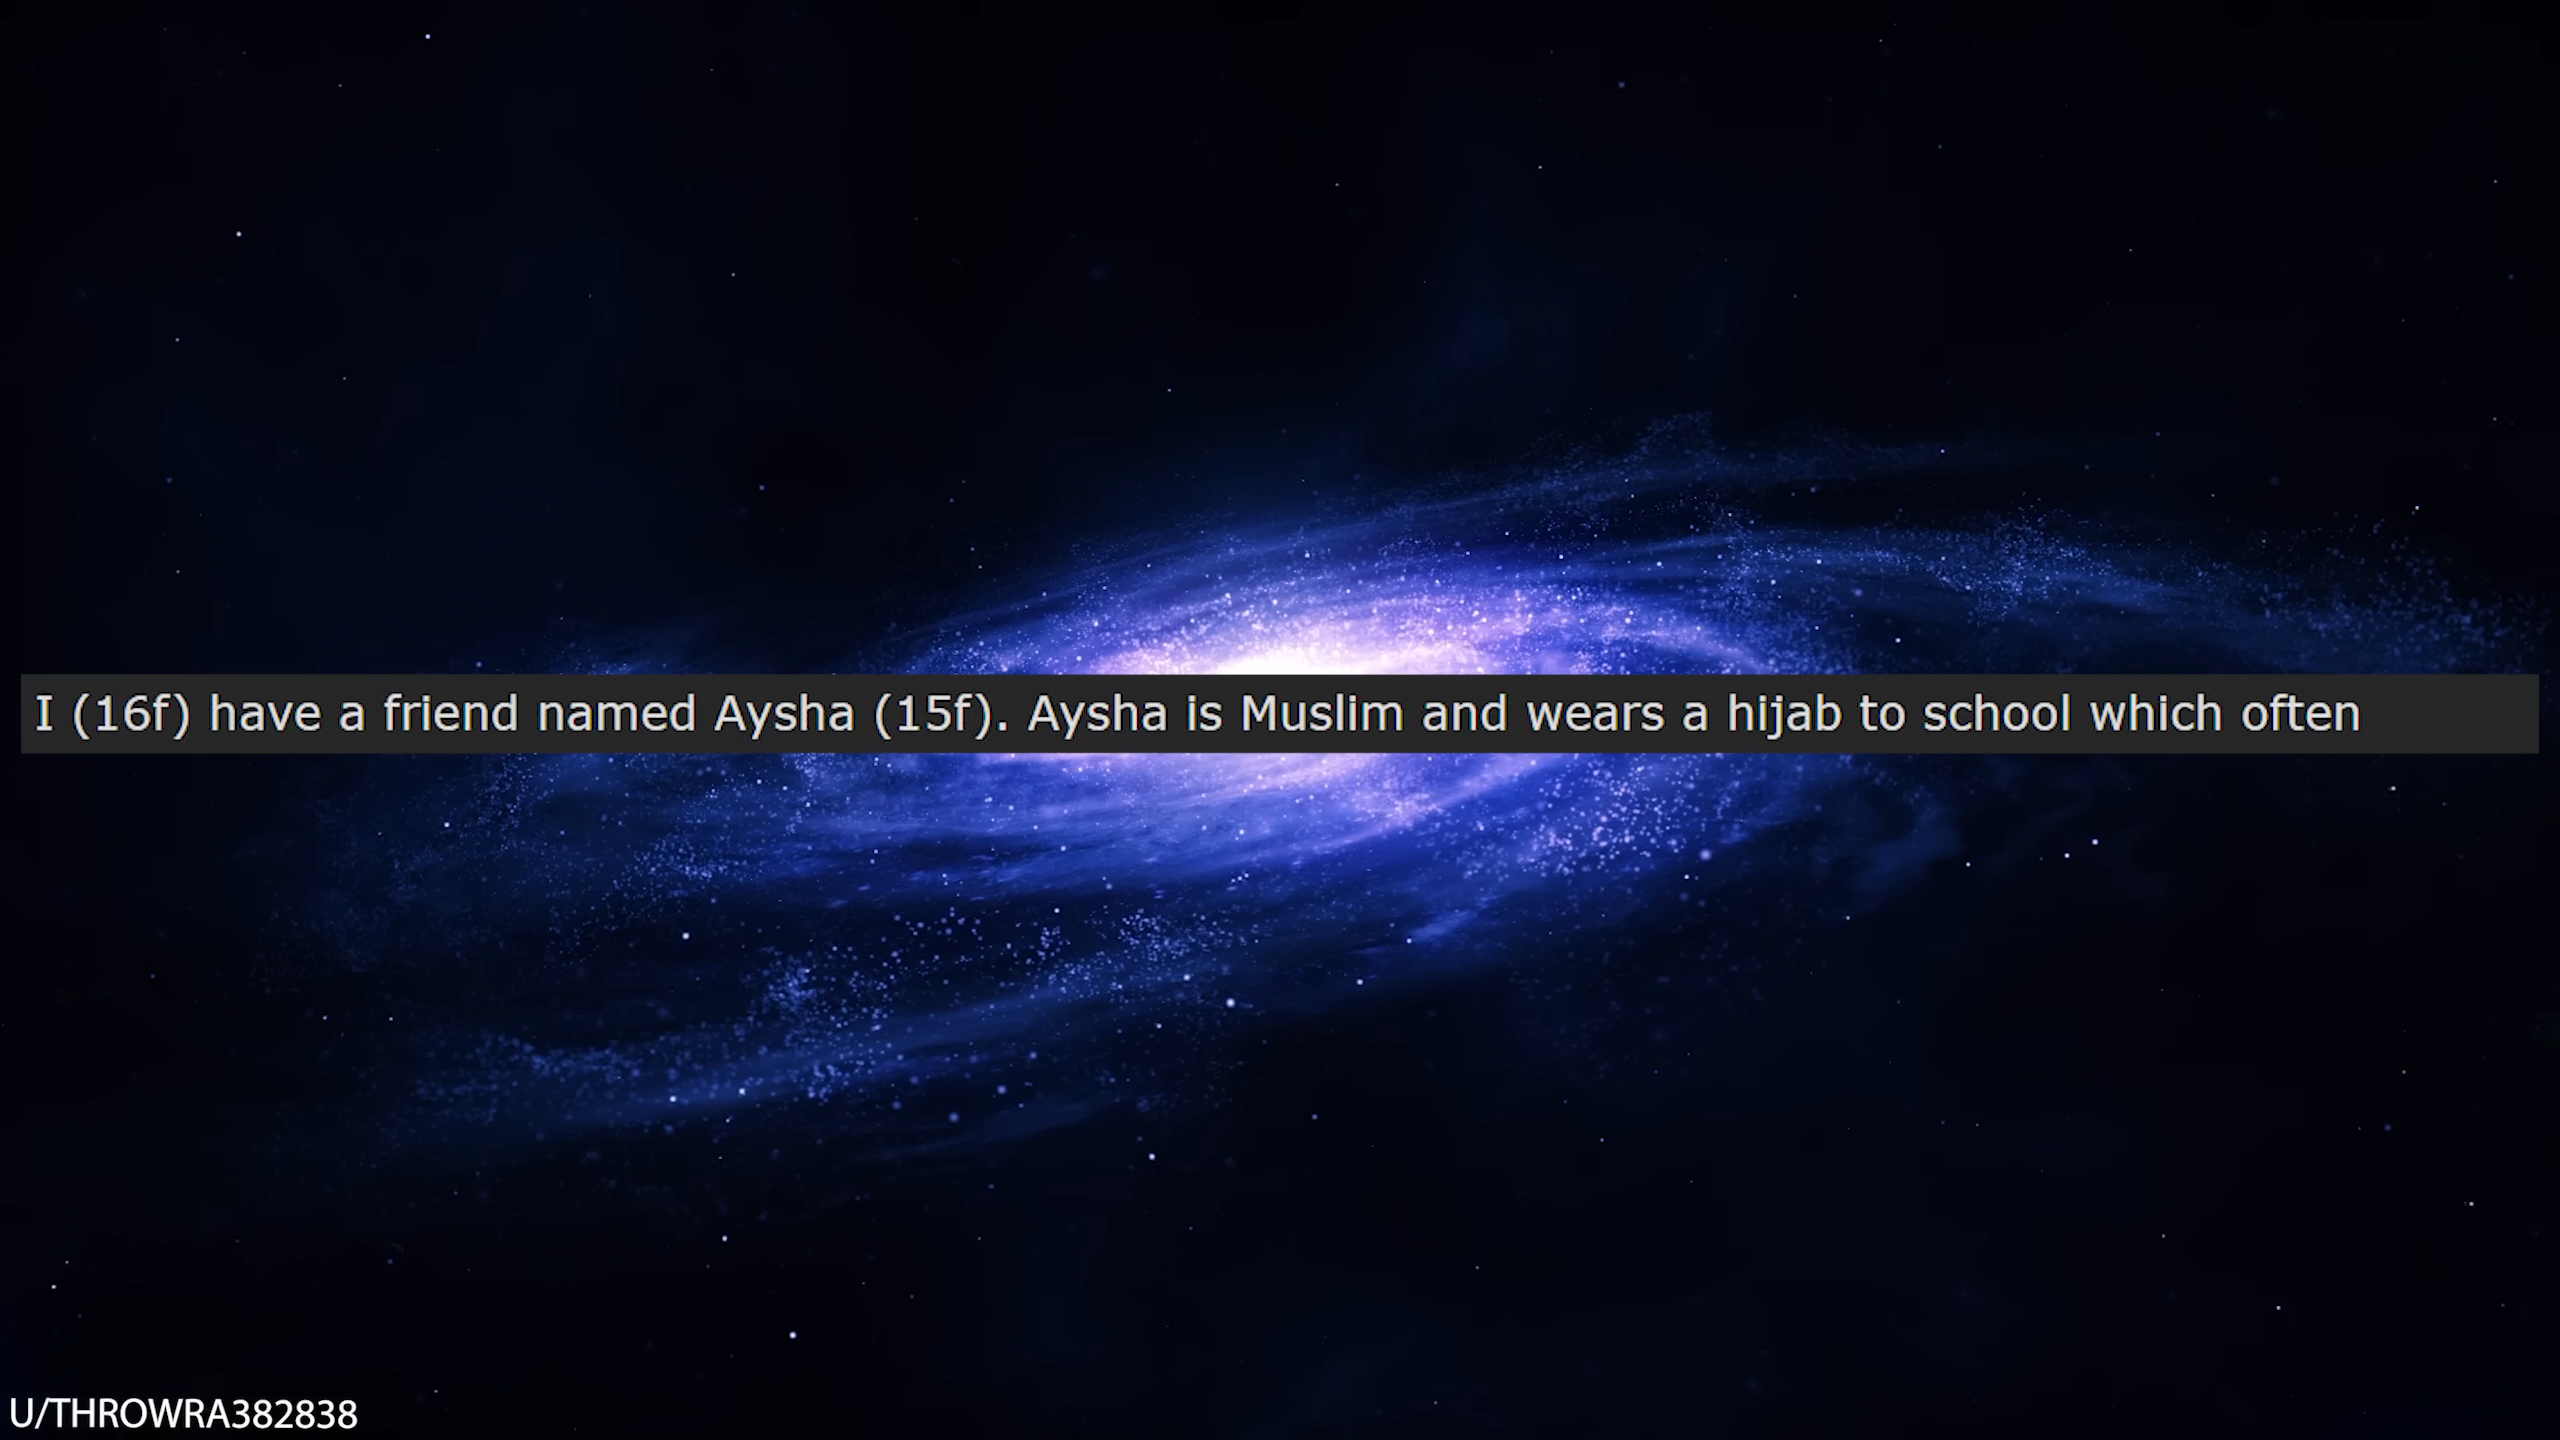 I (16f) have a friend named Aysha (15f). Aysha is Muslim and wears a hijab to school which often
U/THROWRA382838